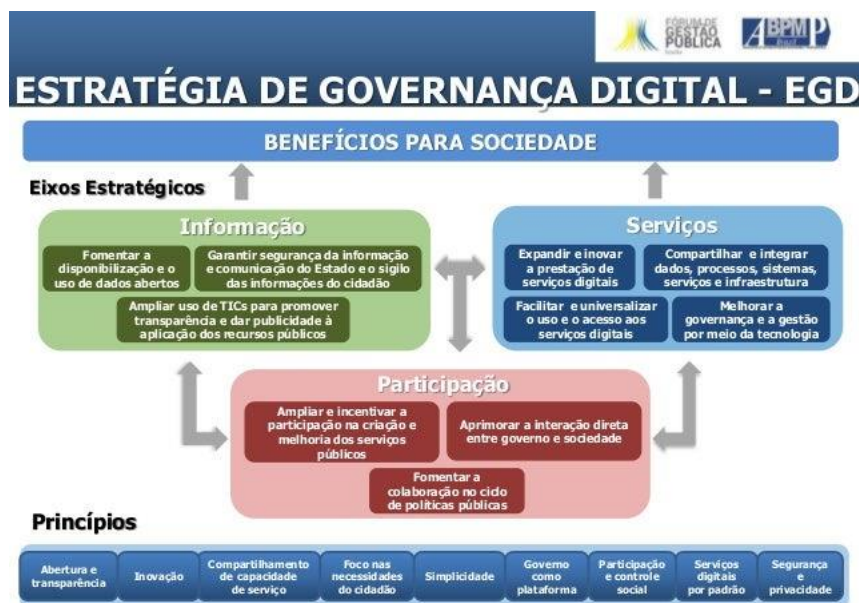 FÓRUM DE
GESTÃO
PÚBLICA
ABPMP
ESTRATÉGIA DE GOVERNANÇA DIGITAL - EGD
BENEFÍCIOS PARA SOCIEDADE
Eixos Estratégicos
Informação
Fomentar a
disponibilização e o
uso de dados abertos
Garantir segurança da informação
e comunicação do Estado e o sigilo
das informações do cidadão
Ampliar uso de TICs para promover
transparência e dar publicidade à
aplicação dos recursos públicos
Serviços
Expandir e inovar
a prestação de
serviços digitais
Compartilhar e integrar
dados, processos, sistemas,
serviços e infraestrutura
Facilitar e universalizar
o uso e o acesso aos
serviços digitais
Melhorar a
governança e a gestão
por meio da tecnologia
Participação
Ampliar e incentivar a
participação na criação e
melhoria dos serviços
públicos
Aprimorar a interação direta
entre governo e sociedade
Fomentar a
colaboração no ciclo
de políticas públicas
Princípios
Abertura e
transparência
Inovação
Compartilhamento
de capacidade
de serviço
Foco nas
necessidades
do cidadão
Simplicidade
Governo
como
plataforma
Participação
e controle
social
Serviços
digitais
por padrão
Segurança
e
privacidade